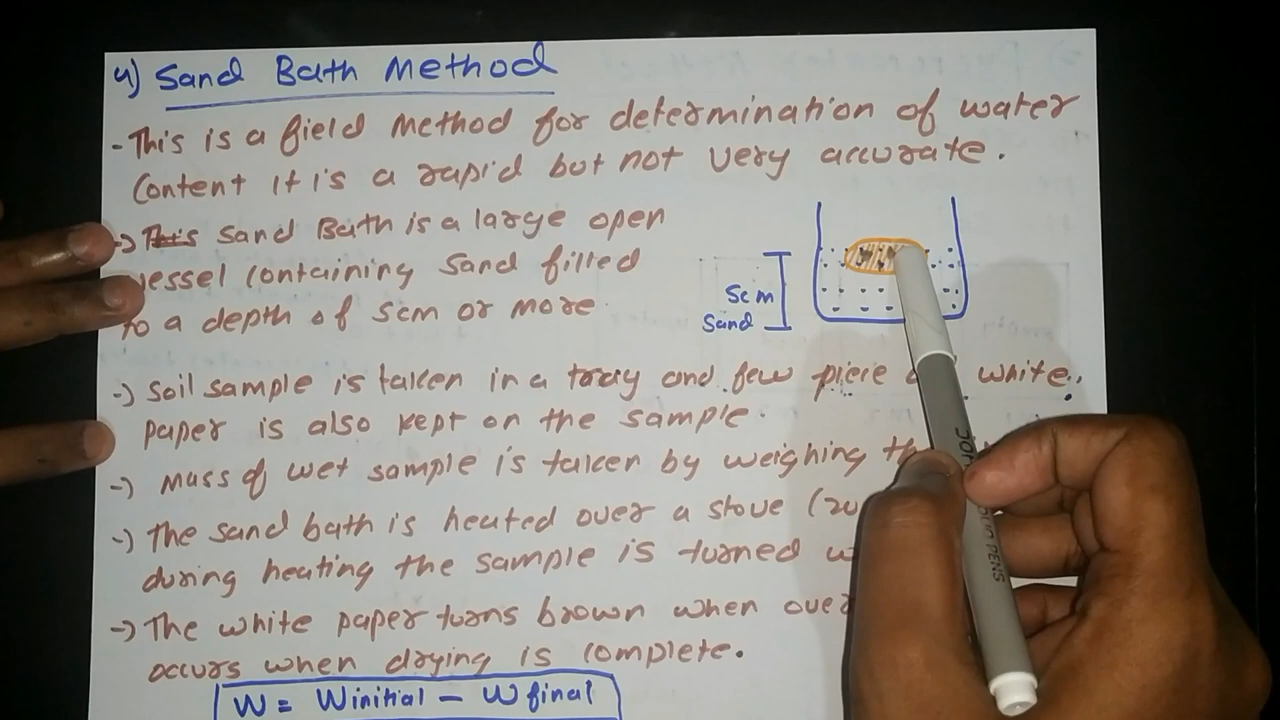 4) Sand Bath Method
- This is a field method for determination of water
Content It is a rapid but not very accurate.
-) This Sand Bath is a large open
vessel containing sand filled
to a depth of 5cm or more
5cm
Sand
-) Soil sample is taken in a tray and few piece white.
paper is also kept on the sample.
-) Mass of wet sample is taken by weighing
-) The sand bath is heated over a stove (20
during heating the sample is turned
-) The white paper turns brown when over
occurs when drying is complete.
W = Winitial - W final
PENS